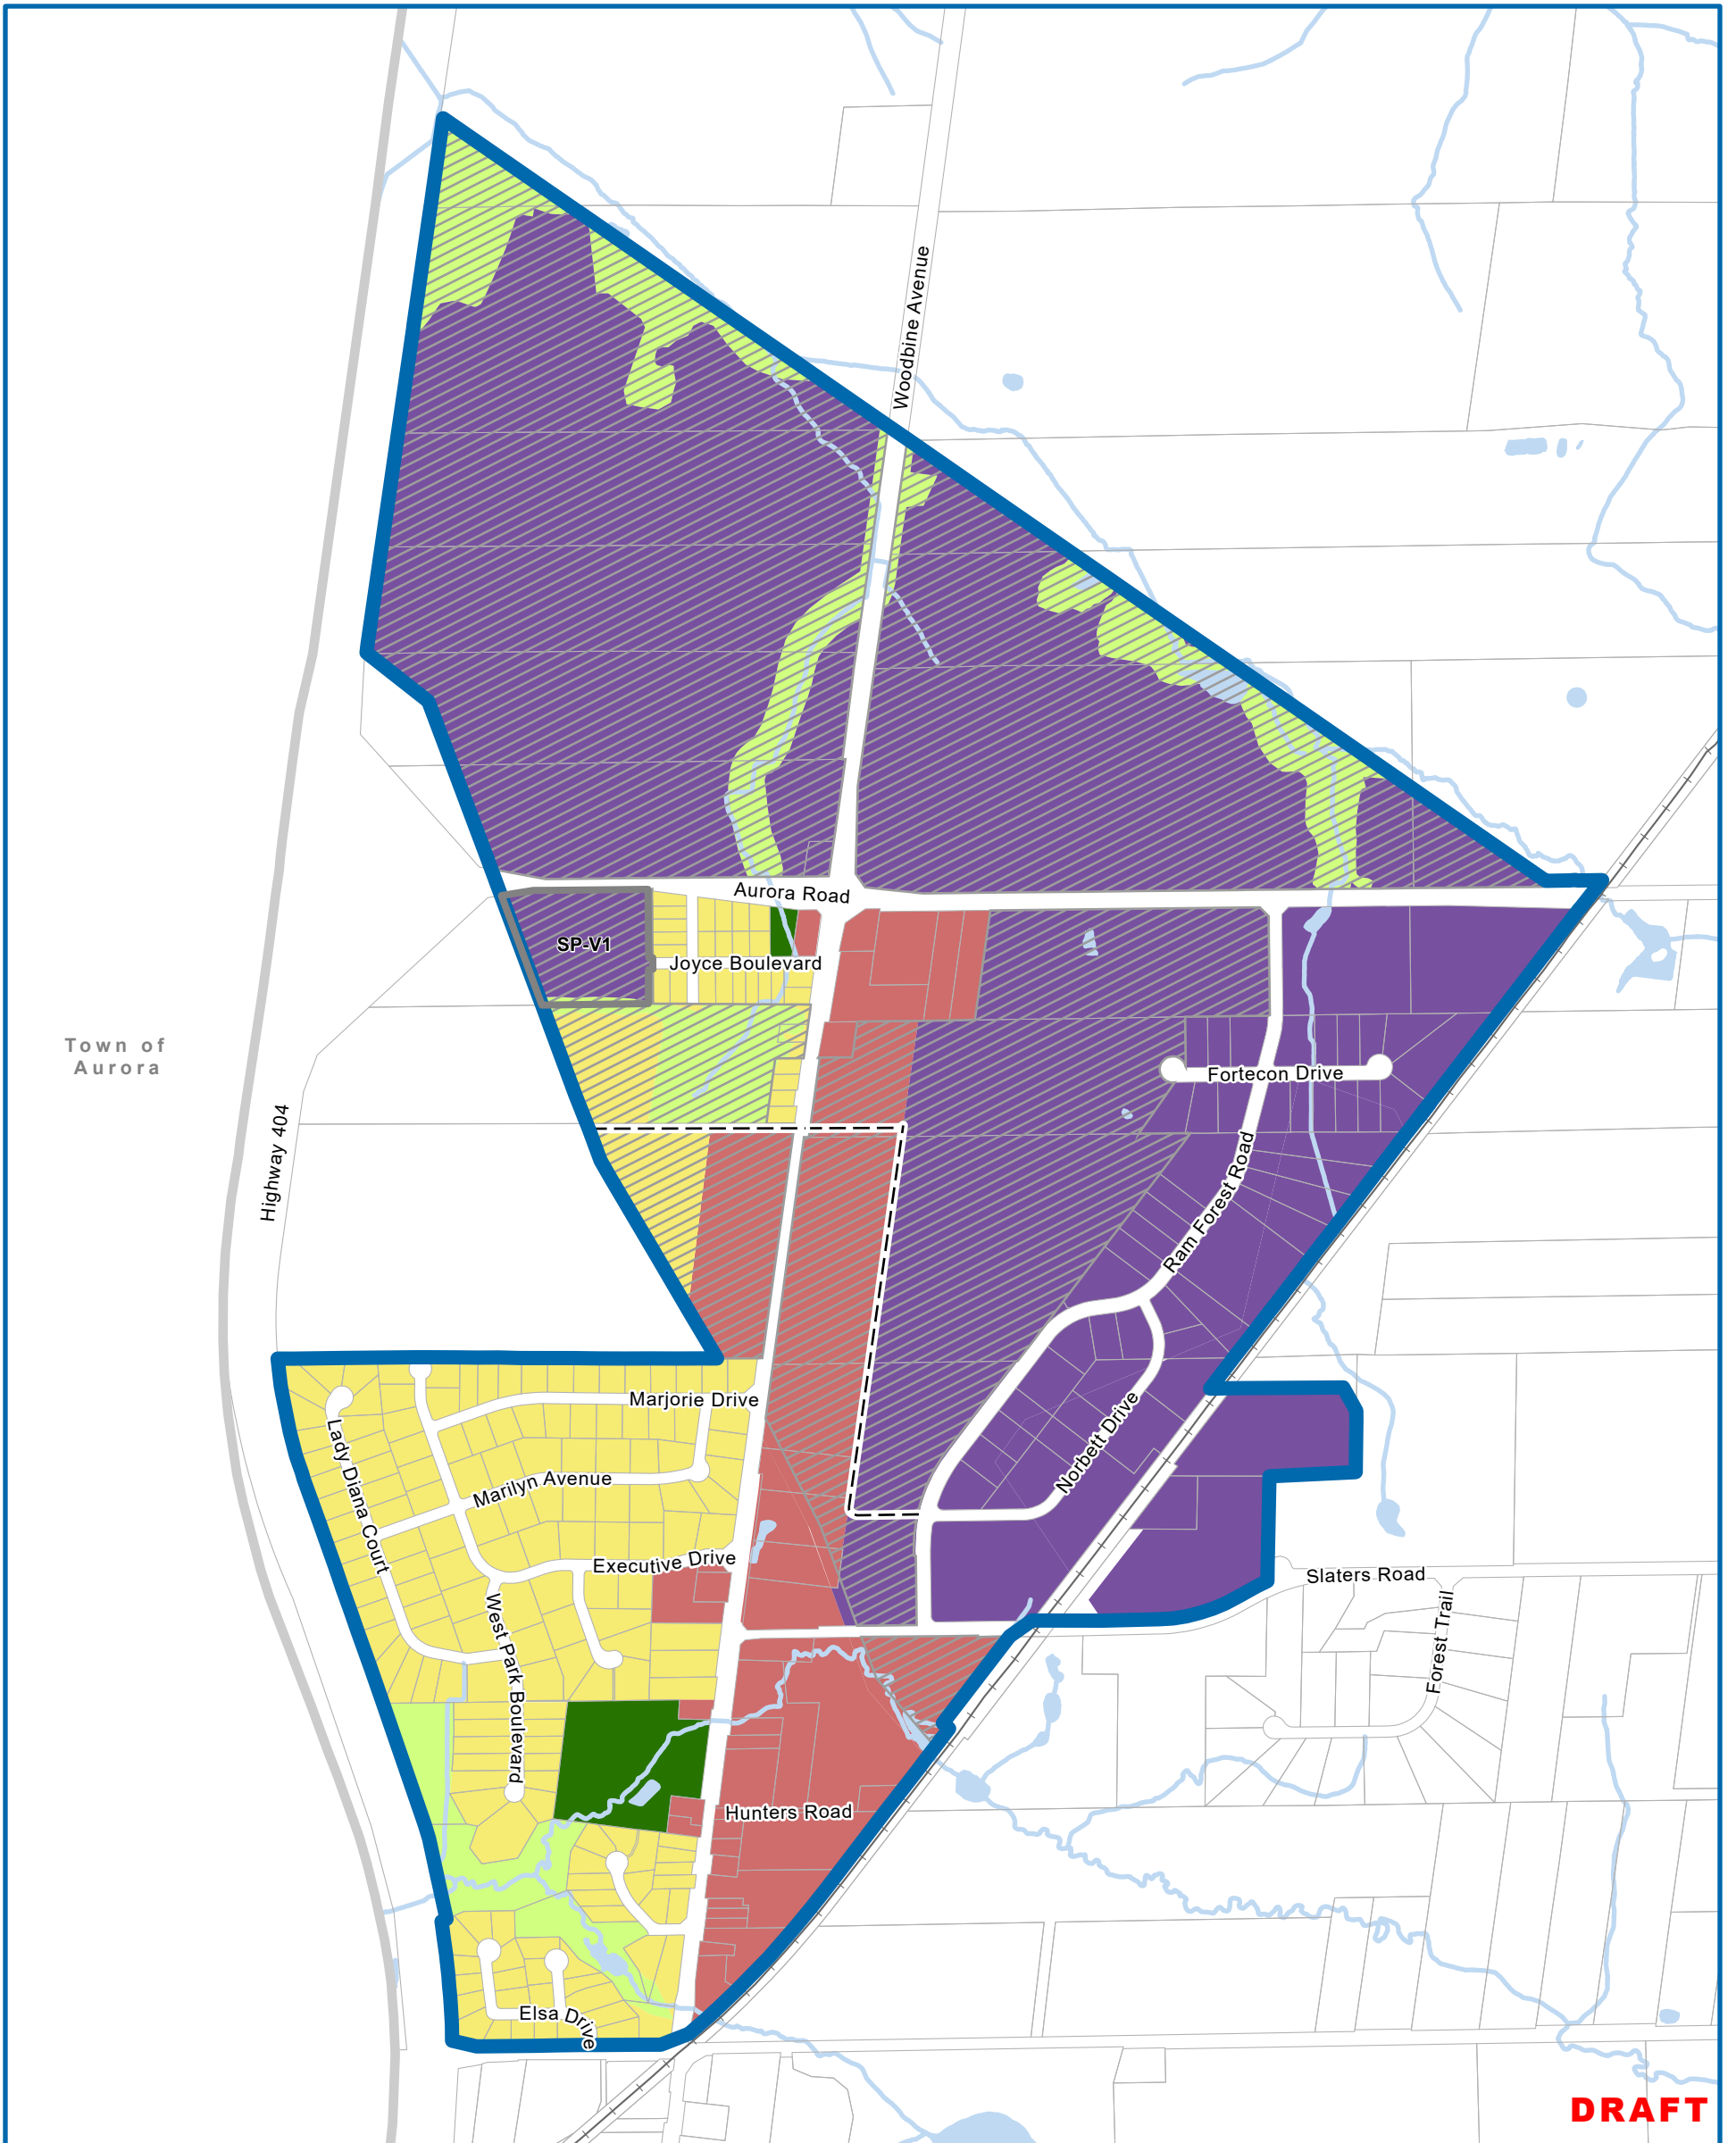 Woodbine Avenue
Aurora Road
SP-V1
Joyce Boulevard
Town of
Aurora
Fortecon Drive
Highway 404
Ram Forest Road
Marjorie Drive
Lady Diana Court
Marilyn Avenue
Norbett Drive
Executive Drive
Slaters Road
West Park Boulevard
Forest Trail
Hunters Road
Elsa Drive
DRAFT